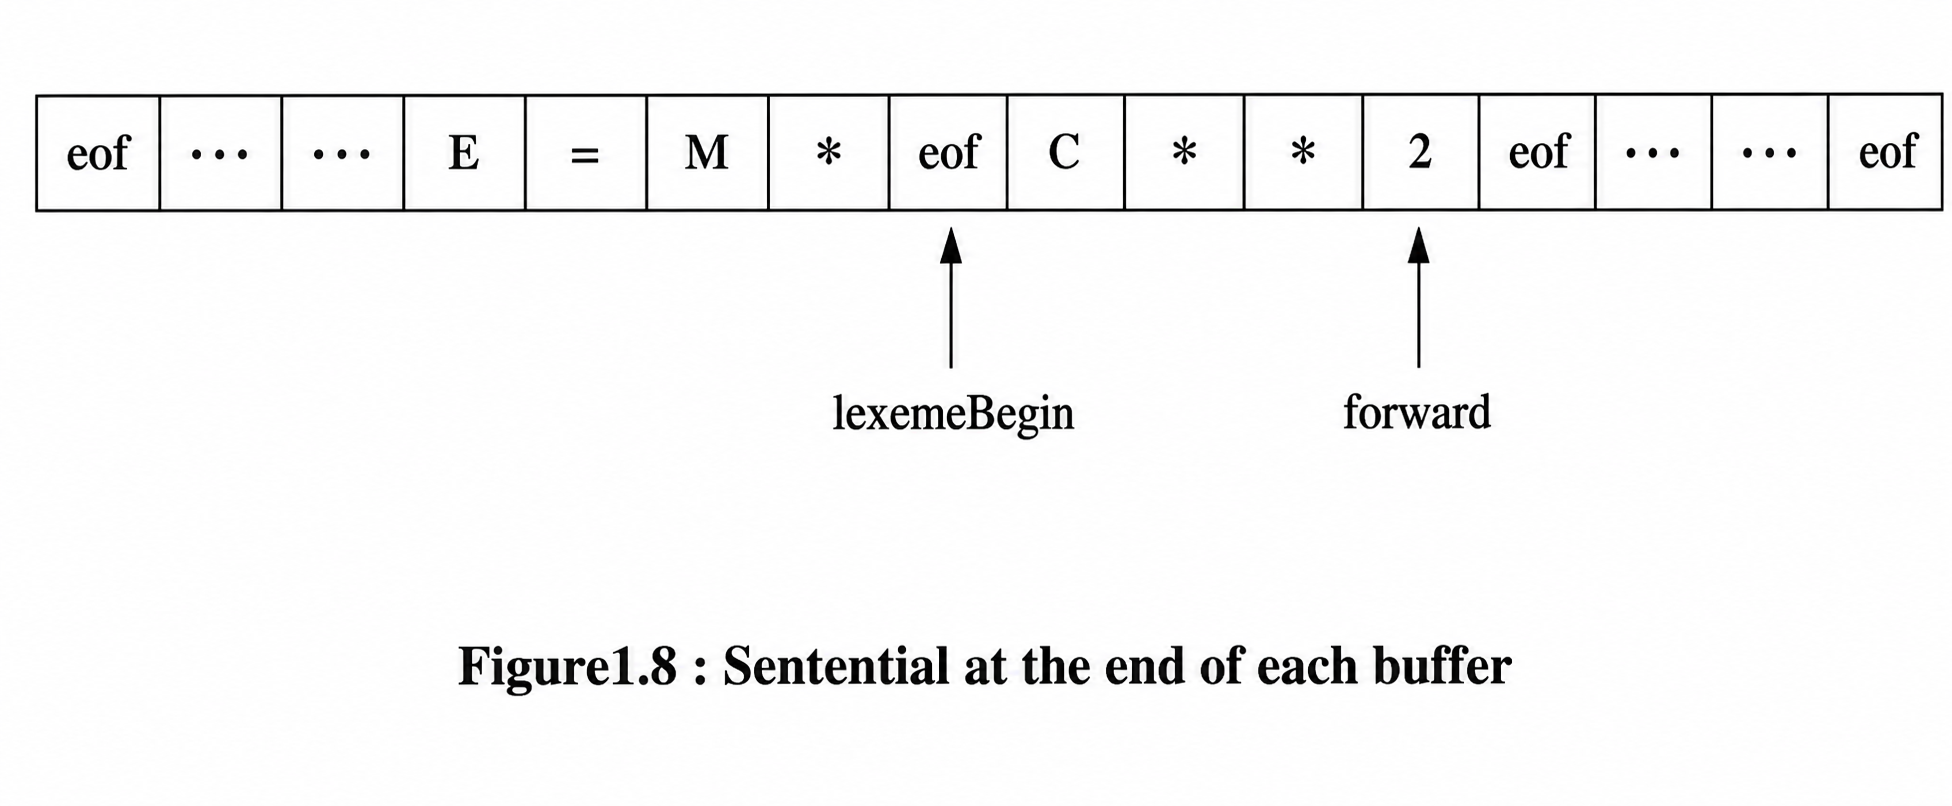 eof ... ... E = M * eof C * * 2 eof ... ... eof
lexemeBegin forward
Figure1.8 : Sentential at the end of each buffer